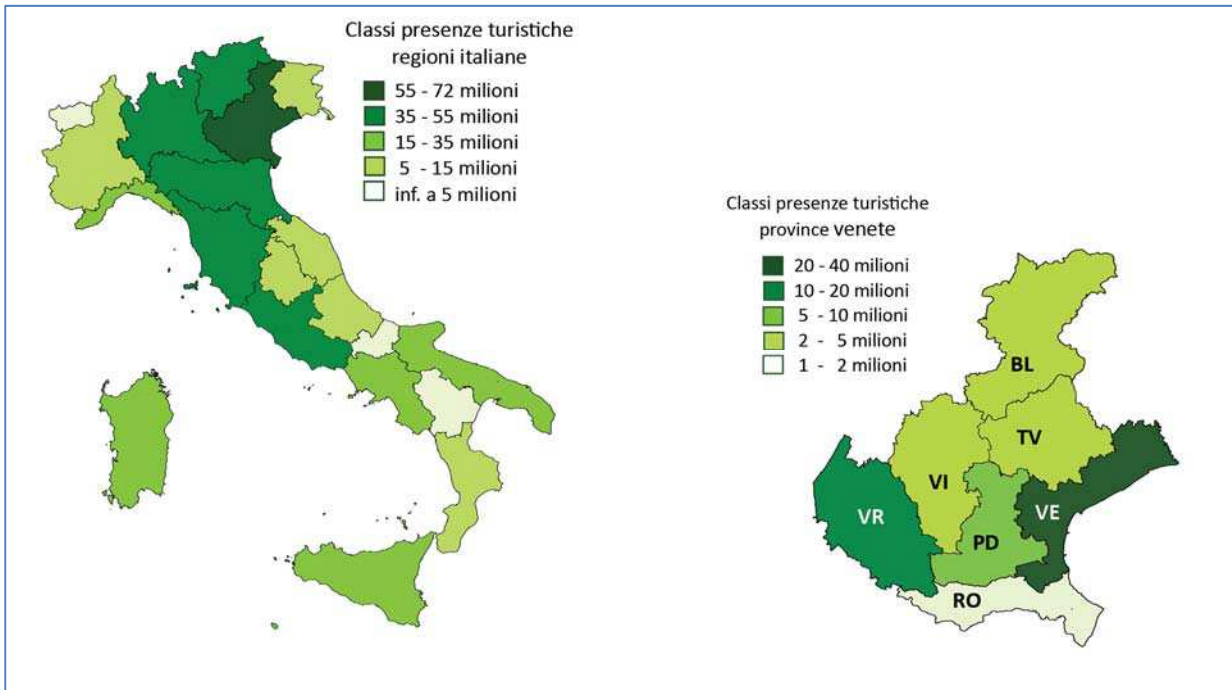 Classi presenze turistiche
regioni italiane
55 - 72 milioni
35 - 55 milioni
15 - 35 milioni
5 - 15 milioni
inf. a 5 milioni
Classi presenze turistiche
province venete
20 - 40 milioni
10 - 20 milioni
5 - 10 milioni
2 - 5 milioni
1 - 2 milioni
BL
TV
VI
VE
VR
PD
RO